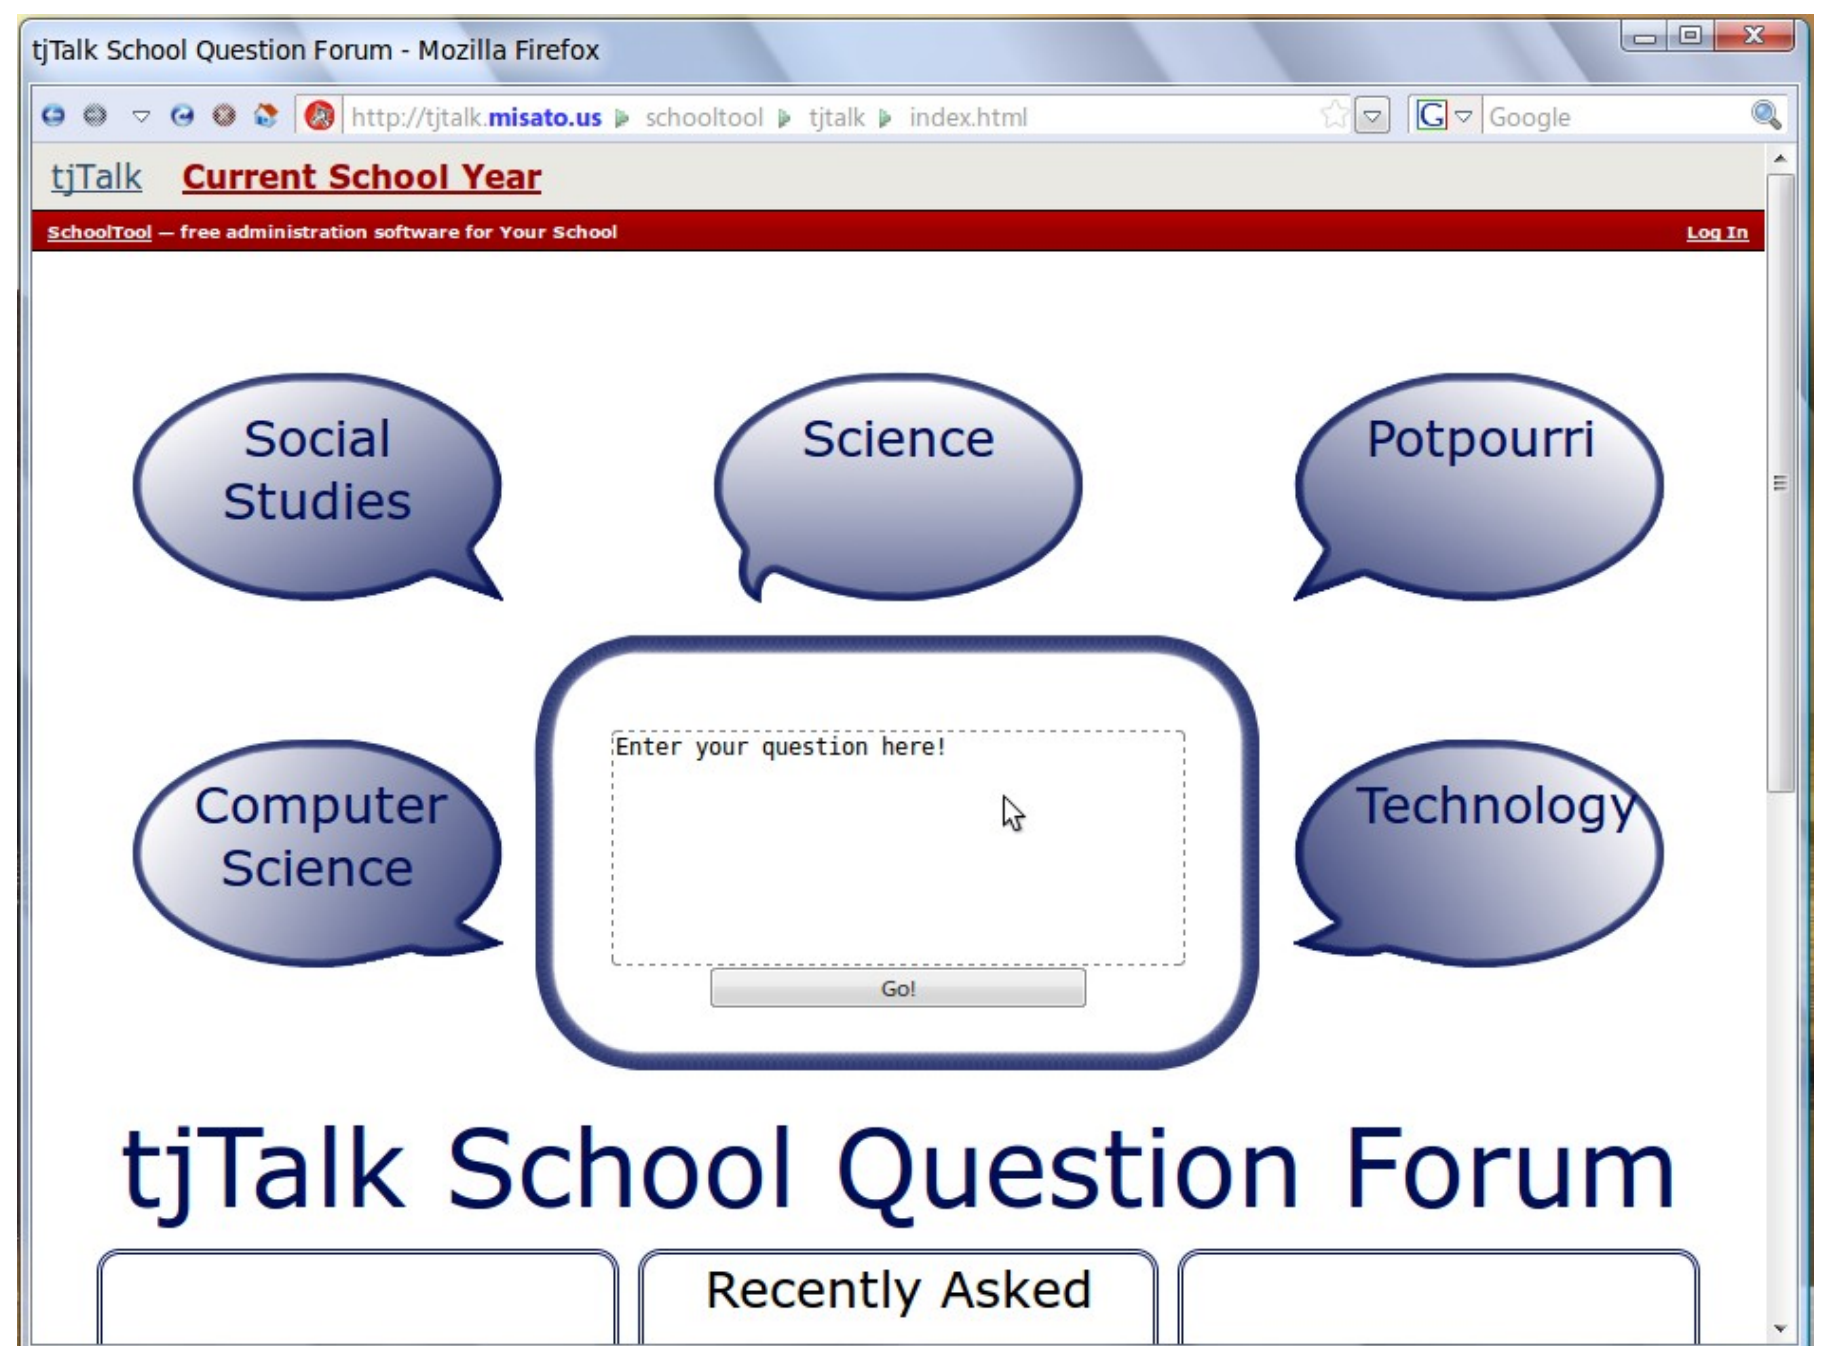 tjTalk School Question Forum - Mozilla Firefox
http://tjtalk.misato.us schooltool tjtalk index.html
Google
tjTalk Current School Year
SchoolTool — free administration software for Your School
Log In
Social
Studies
Science
Potpourri
Computer
Science
Enter your question here!
Go!
Technology
tjTalk School Question Forum
Recently Asked